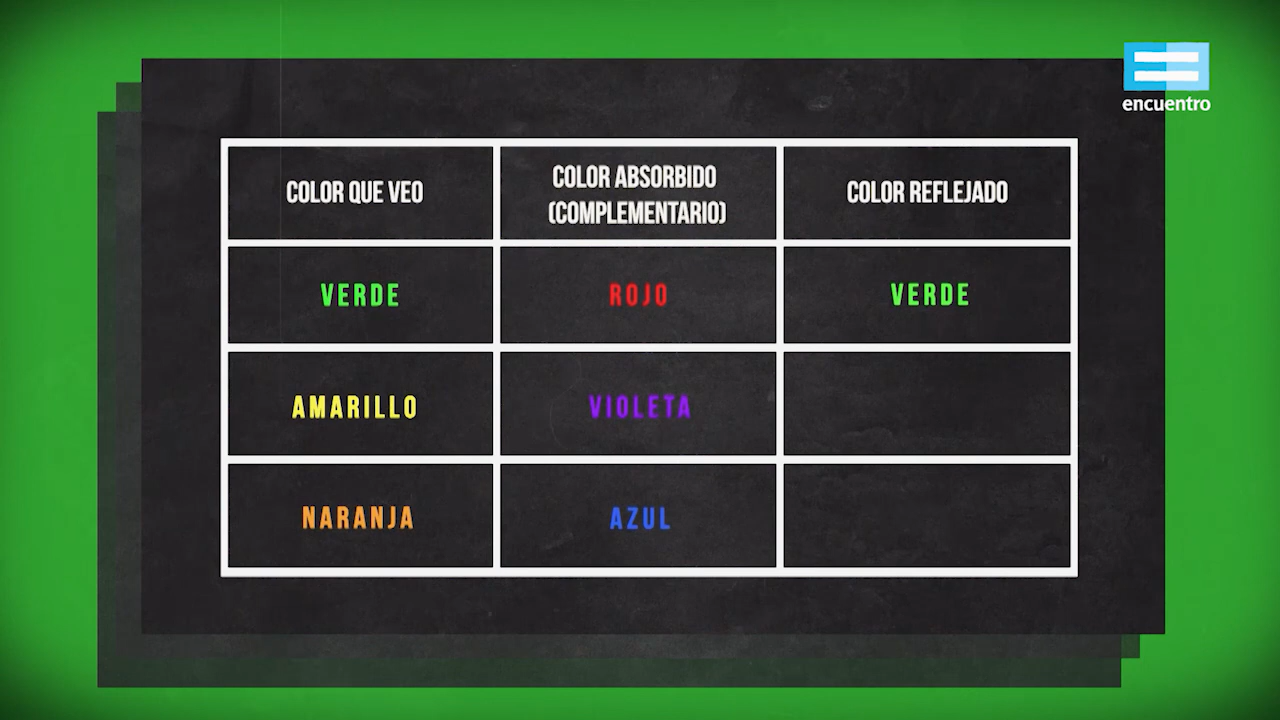 encuentro
COLOR QUE VEO
COLOR ABSORBIDO
(COMPLEMENTARIO)
COLOR REFLEJADO
VERDE
ROJO
VERDE
AMARILLO
VIOLETA
NARANJA
AZUL